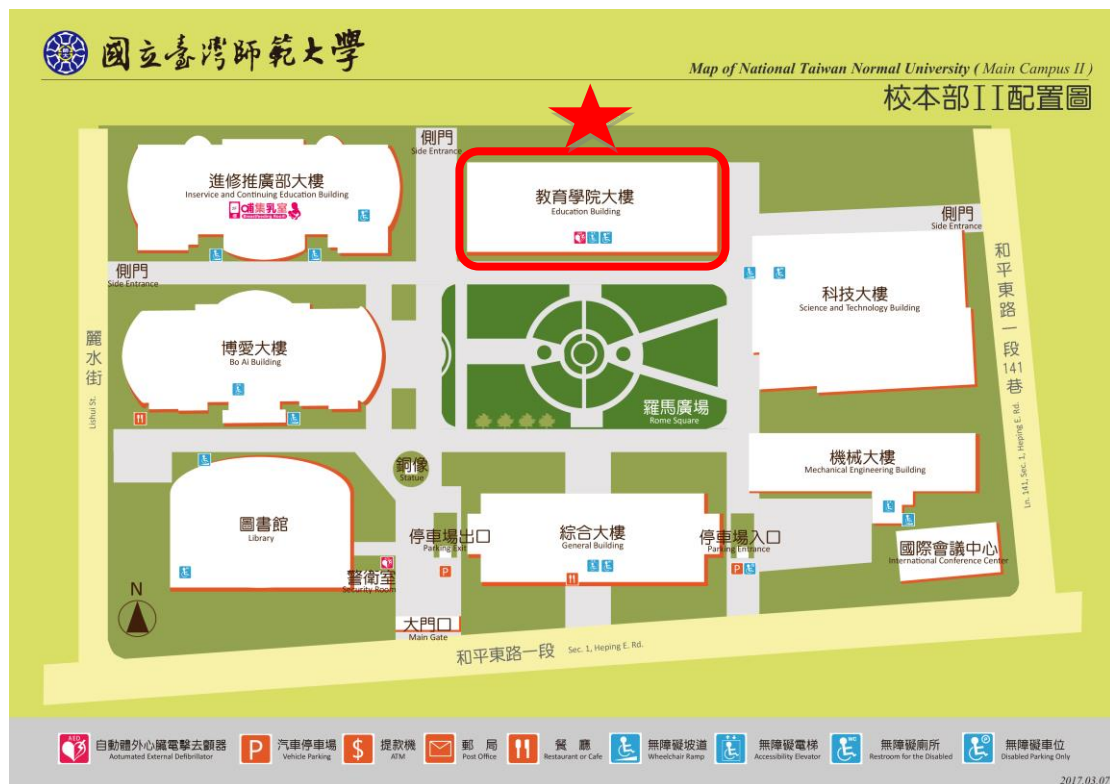 國立臺灣師範大學
Map of National Taiwan Normal University ( Main Campus II )
校本部II配置圖
側門
Side Entrance
進修推廣部大樓
Inservice and Continuing Education Building
哺集乳室
Breastfeeding Room
教育學院大樓
Education Building
側門
Side Entrance
側門
Side Entrance
科技大樓
Science and Technology Building
和平東路一段141巷
Ln. 141, Sec. 1, Heping E. Rd.
麗水街
Lishui St.
博愛大樓
Bo Ai Building
羅馬廣場
Rome Square
機械大樓
Mechanical Engineering Building
銅像
Statue
圖書館
Library
停車場出口
Parking Exit
P
綜合大樓
General Building
停車場入口
Parking Entrance
P
國際會議中心
International Conference Center
警衛室
Security Room
N
大門口
Main Gate
和平東路一段 Sec. 1, Heping E. Rd.
AED
自動體外心臟電擊去顫器
Aotumated External Defibrillator
P
汽車停車場
Vehicle Parking
$
提款機
ATM
郵局
Post Office
餐廳
Restaurant or Cafe
無障礙坡道
Wheelchair Ramp
無障礙電梯
Accessibility Elevator
WC
無障礙廁所
Restroom for the Disabled
P
無障礙車位
Disabled Parking Only
2017.03.07